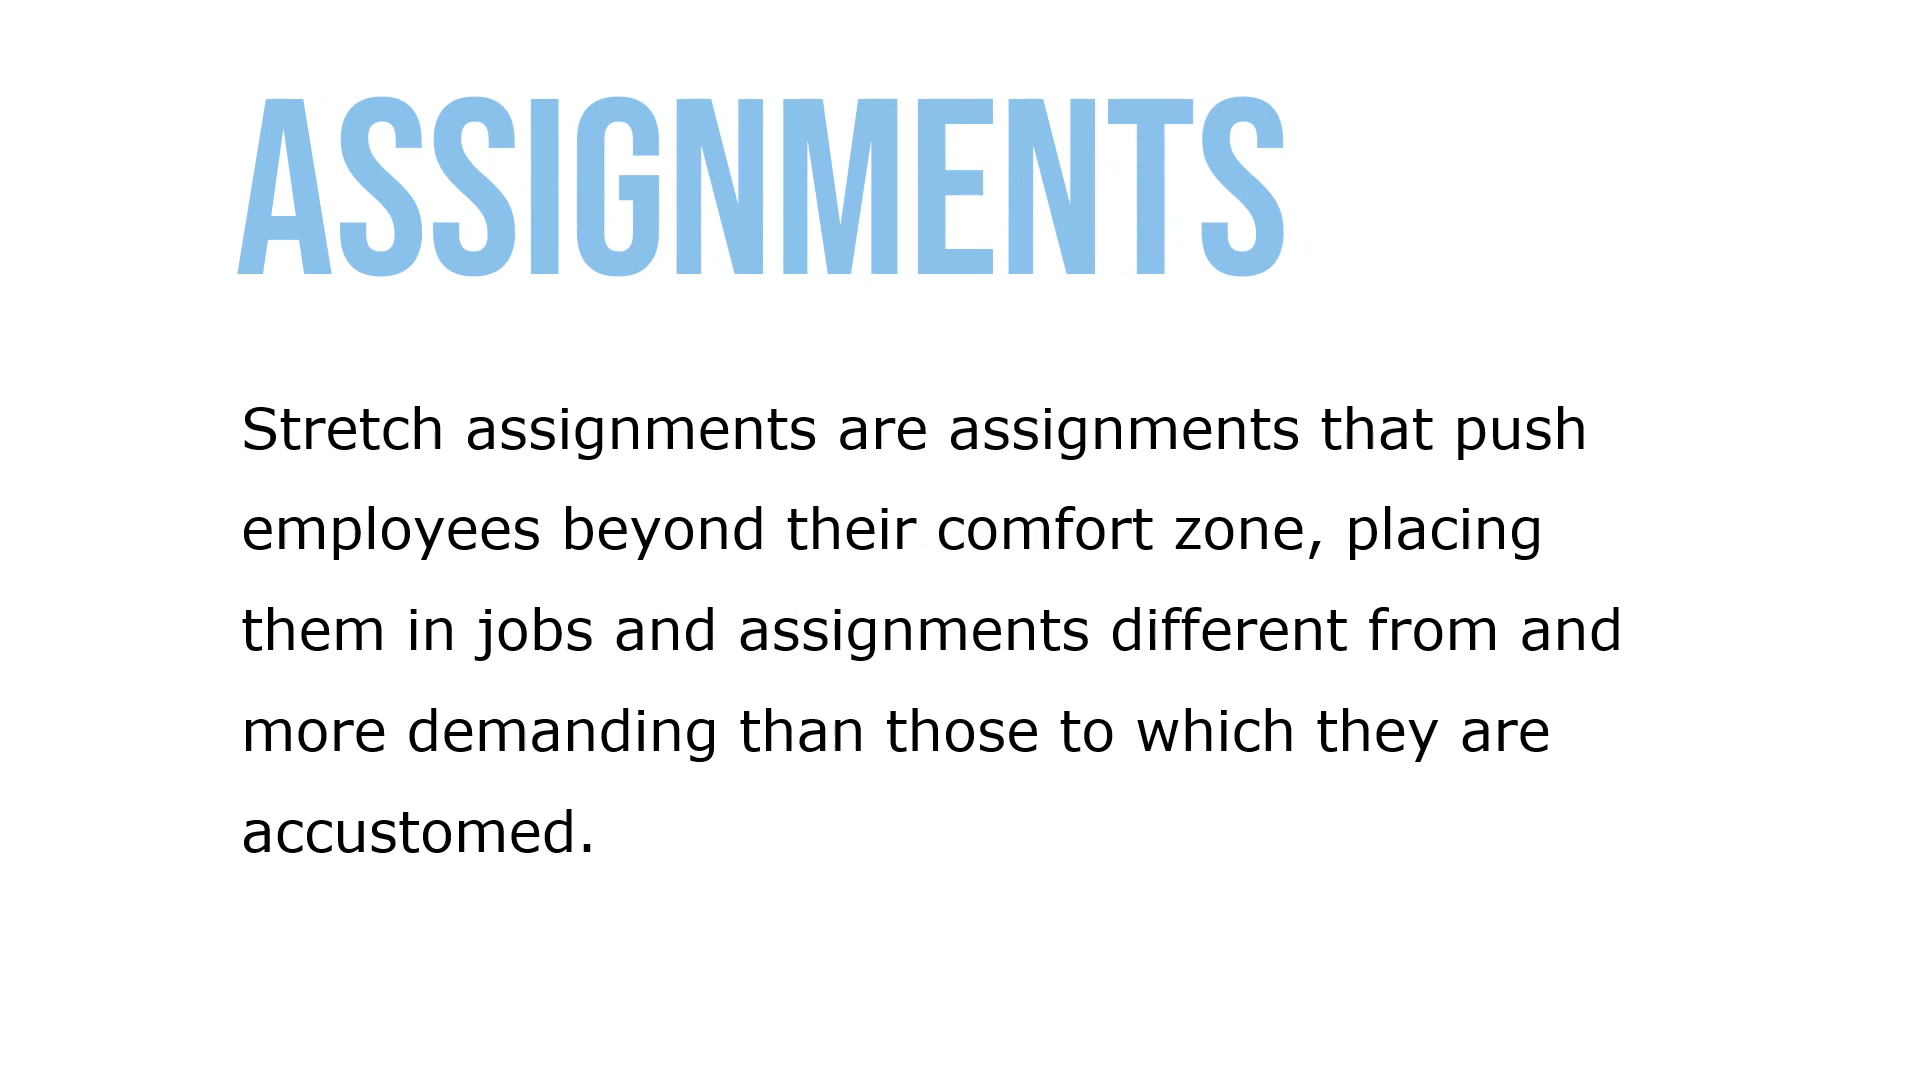 ASSIGNMENTS
Stretch assignments are assignments that push
employees beyond their comfort zone, placing
them in jobs and assignments different from and
more demanding than those to which they are
accustomed.